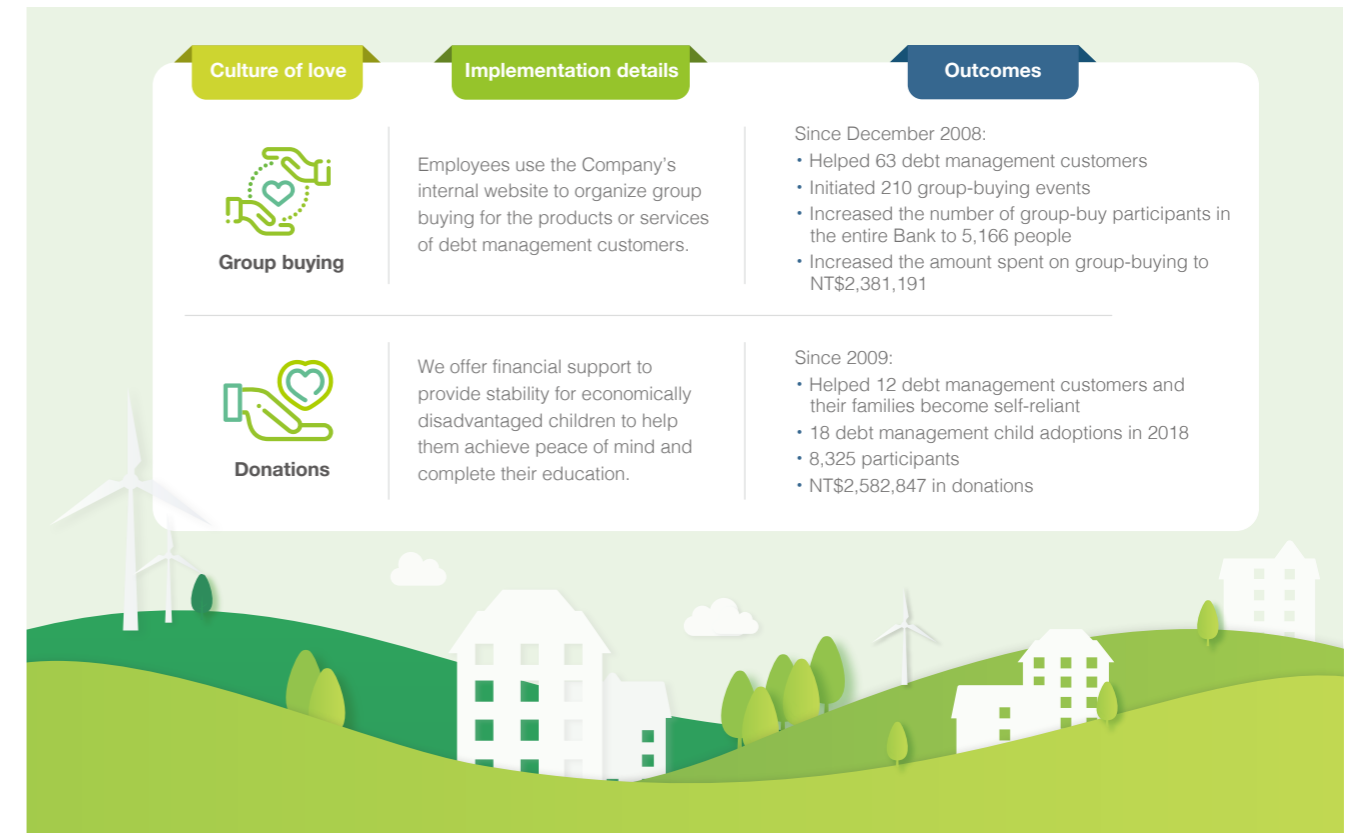 Culture of love
Implementation details
Outcomes
Group buying
Employees use the Company's
internal website to organize group
buying for the products or services
of debt management customers.
Since December 2008:
• Helped 63 debt management customers
• Initiated 210 group-buying events
• Increased the number of group-buy participants in
the entire Bank to 5,166 people
• Increased the amount spent on group-buying to
NT$2,381,191
Donations
We offer financial support to
provide stability for economically
disadvantaged children to help
them achieve peace of mind and
complete their education.
Since 2009:
• Helped 12 debt management customers and
their families become self-reliant
• 18 debt management child adoptions in 2018
• 8,325 participants
• NT$2,582,847 in donations